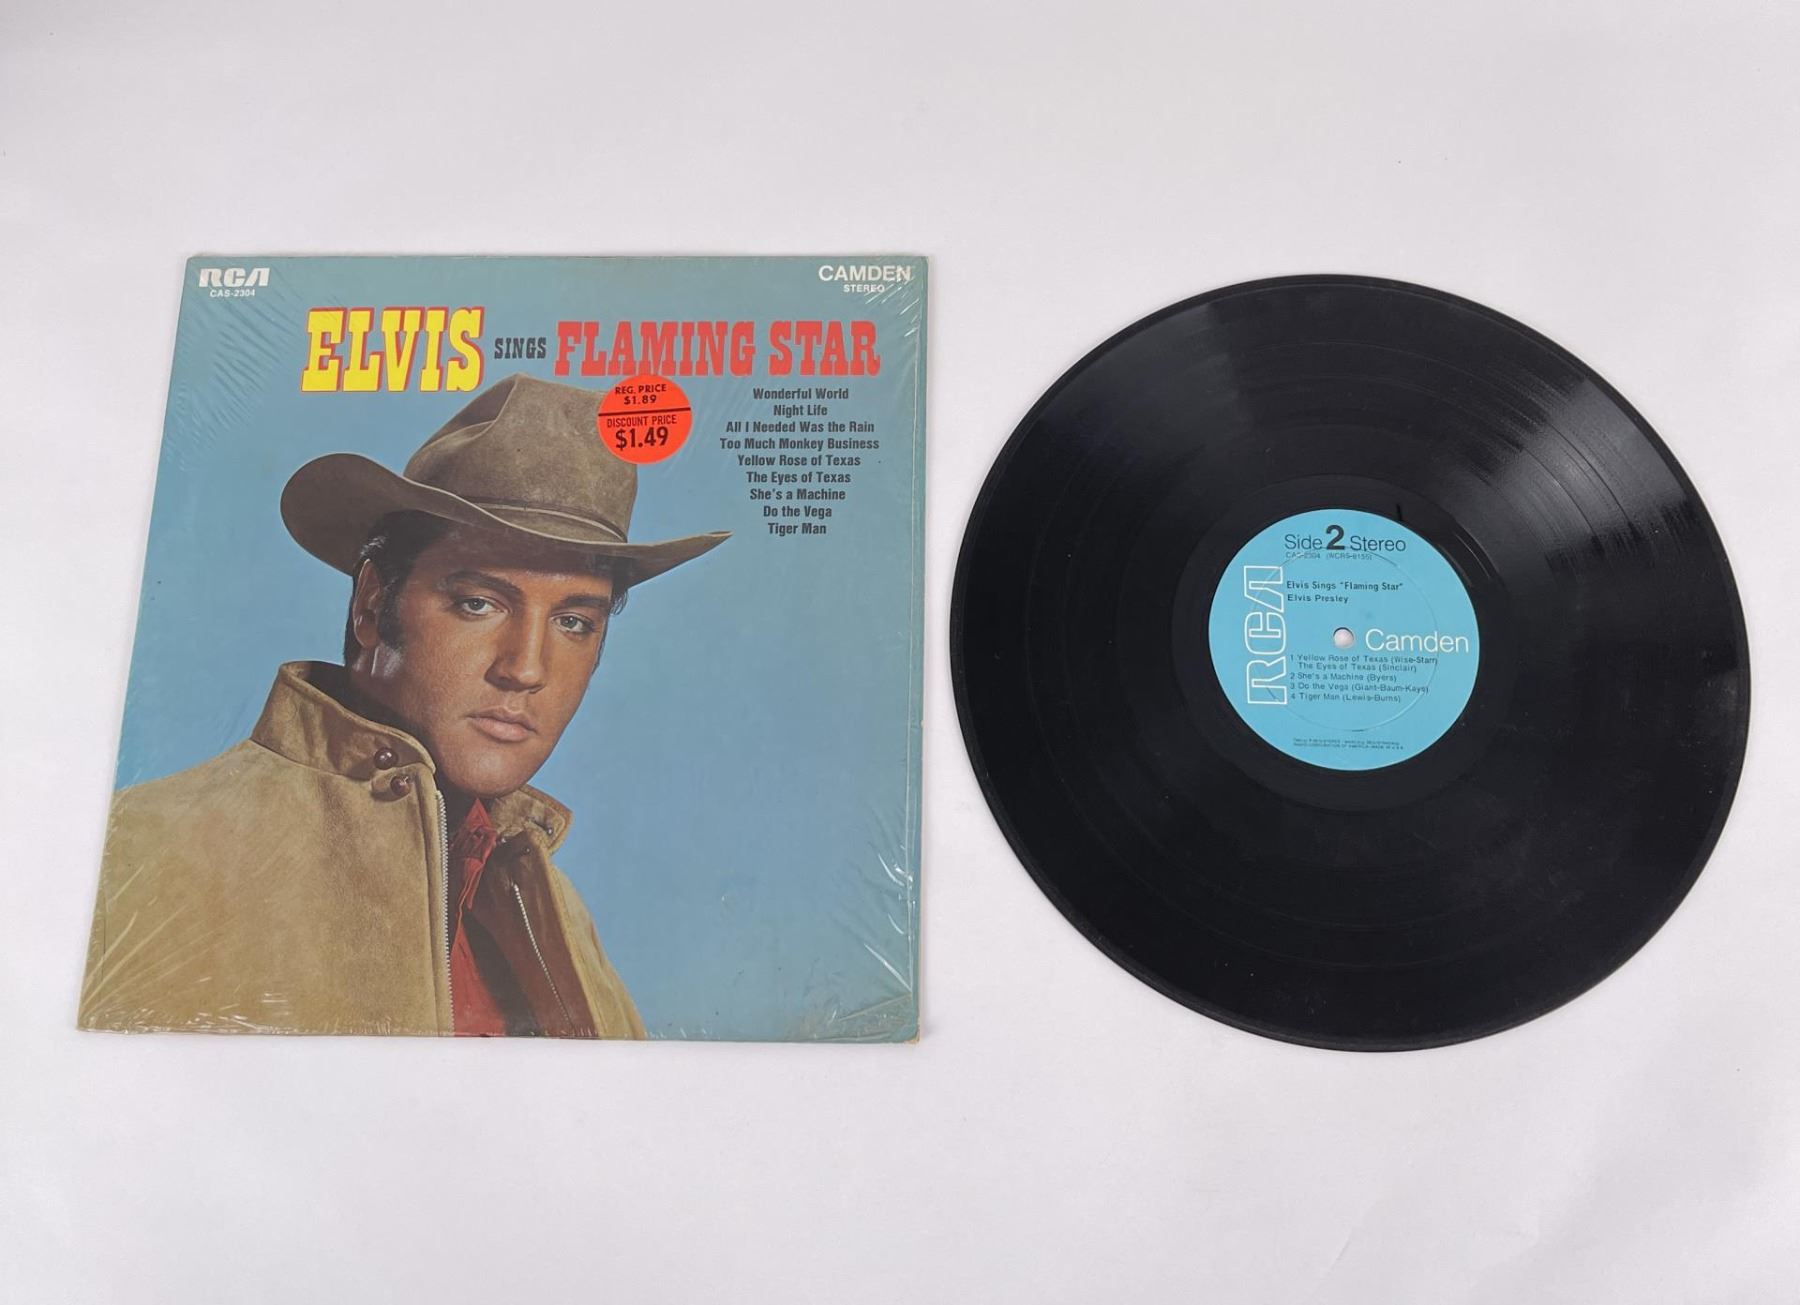 RCA
CAS-2304
CAMDEN
STEREO
ELVIS SINGS FLAMING STAR
REG. PRICE
$1.89
DISCOUNT PRICE
$1.49
Wonderful World
Night Life
All I Needed Was the Rain
Too Much Monkey Business
Yellow Rose of Texas
The Eyes of Texas
She's a Machine
Do the Vega
Tiger Man
Side 2 Stereo
CAS-2304
Elvis Sings "Flaming Star"
Elvis Presley
RCA
Camden
1 Yellow Rose of Texas (Wise-Starr)
The Eyes of Texas (Sinclair)
2 She's a Machine (Byers)
3 Do the Vega (Giant-Baum-Kaye)
4 Tiger Man (Lewis-Burns)